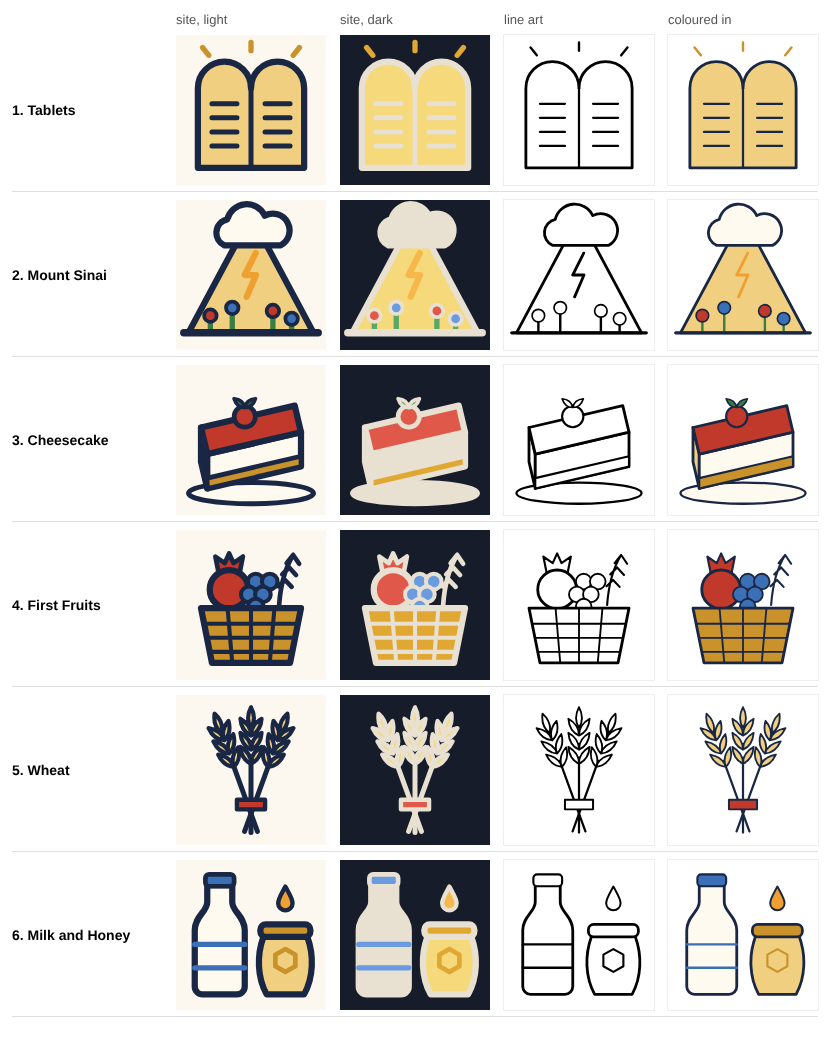 site, light site, dark line art coloured in
1. Tablets
2. Mount Sinai
3. Cheesecake
4. First Fruits
5. Wheat
6. Milk and Honey